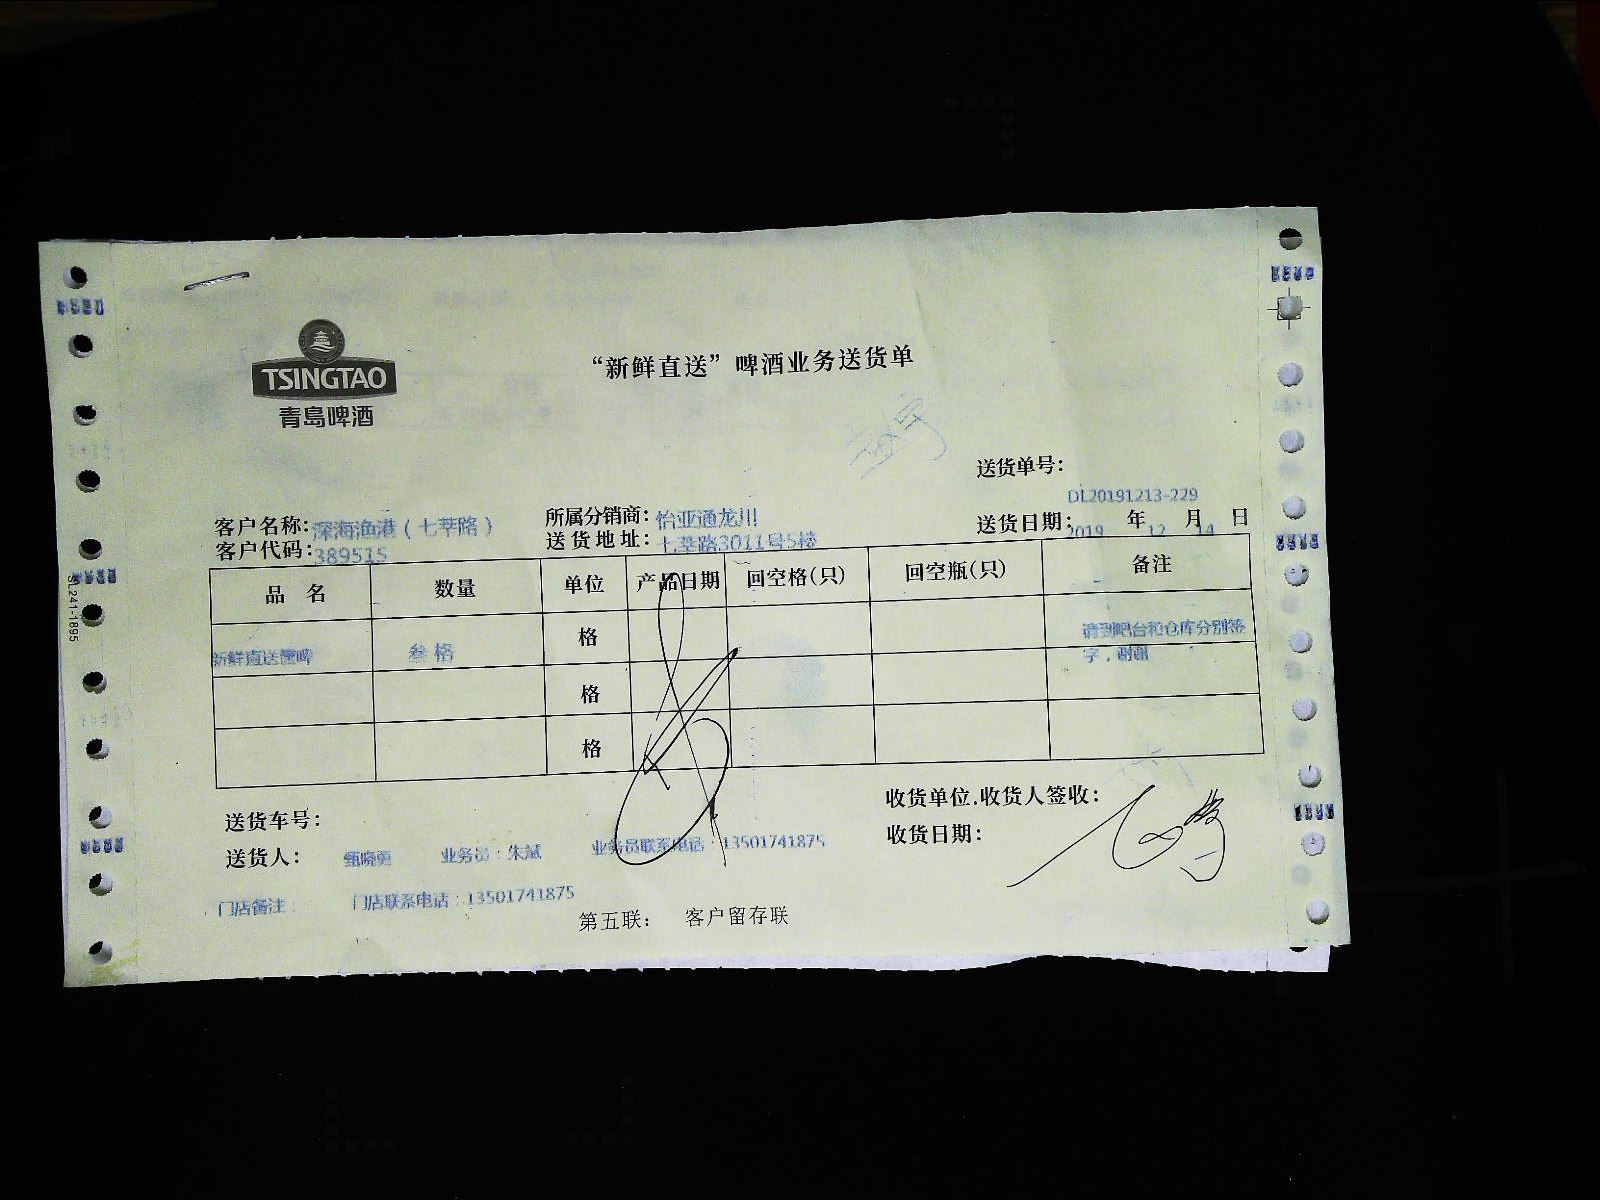 TSINGTAO
青岛啤酒
“新鲜直送”啤酒业务送货单
送货单号：
DL20191213-229
客户名称：深海渔港（七莘路） 所属分销商：怡亚通龙川 送货日期：2019 年 12 月 14 日
客户代码：389515 送货地址：七莘路3011号5楼
品 名 数量 单位 产品日期 回空格(只) 回空瓶(只) 备注
新鲜直送 叁格 格 请到吧台和仓库分别签
字，谢谢
格
格
SL241-1895
送货车号： 收货单位.收货人签收：
送货人： 甄晓勇 业务员：朱斌 业务员联系电话：13501741875 收货日期：
门店备注： 门店联系电话：13501741875
第五联： 客户留存联